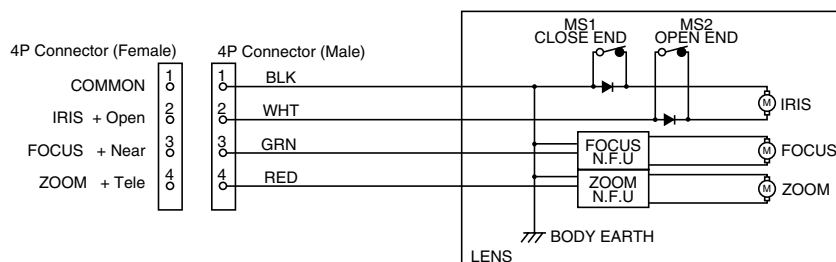 4P Connector (Female)
4P Connector (Male)
MS1
CLOSE END
MS2
OPEN END
COMMON 1 1 BLK
IRIS + Open 2 2 WHT
M IRIS
FOCUS + Near 3 3 GRN
FOCUS
N.F.U
M FOCUS
ZOOM + Tele 4 4 RED
ZOOM
N.F.U
M ZOOM
BODY EARTH
LENS